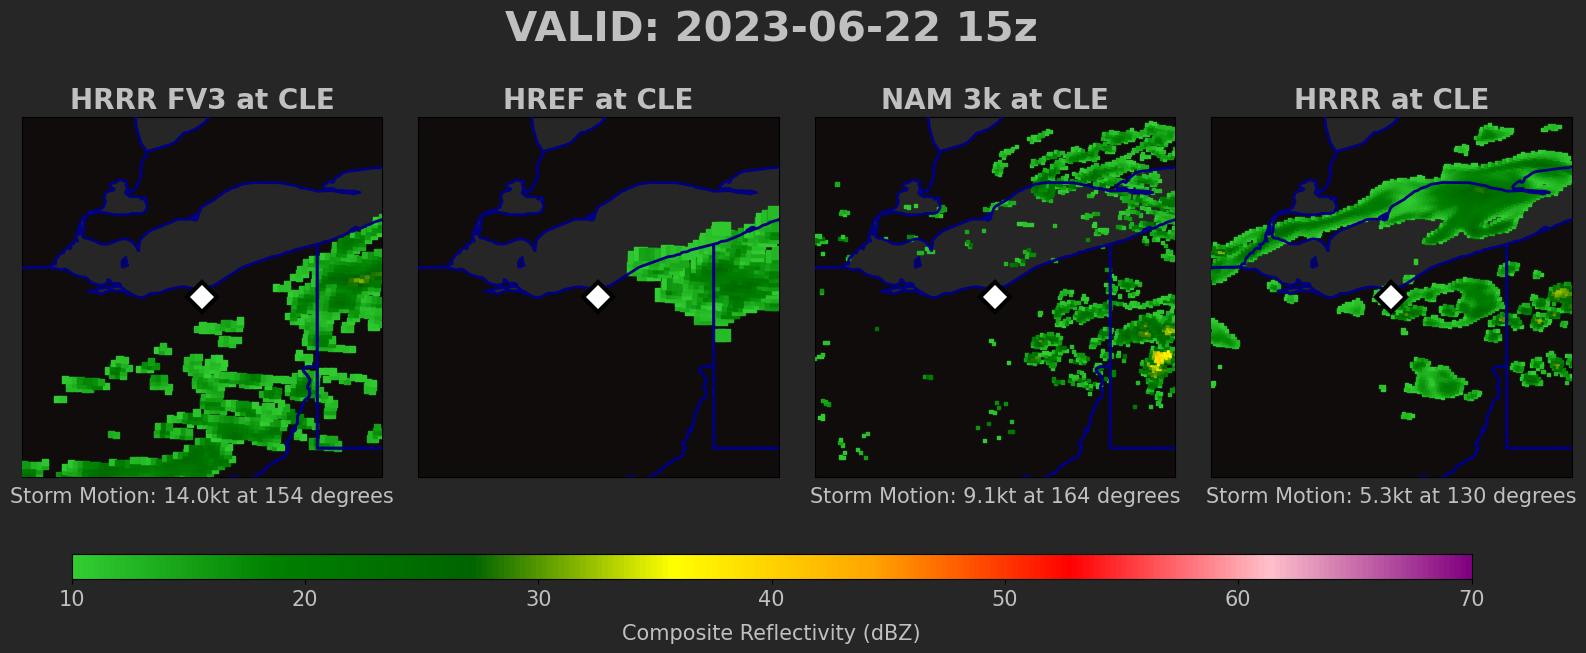 VALID: 2023-06-22 15z
HRRR FV3 at CLE
HREF at CLE
NAM 3k at CLE
HRRR at CLE
Storm Motion: 14.0kt at 154 degrees
Storm Motion: 9.1kt at 164 degrees
Storm Motion: 5.3kt at 130 degrees
10 20 30 40 50 60 70
Composite Reflectivity (dBZ)